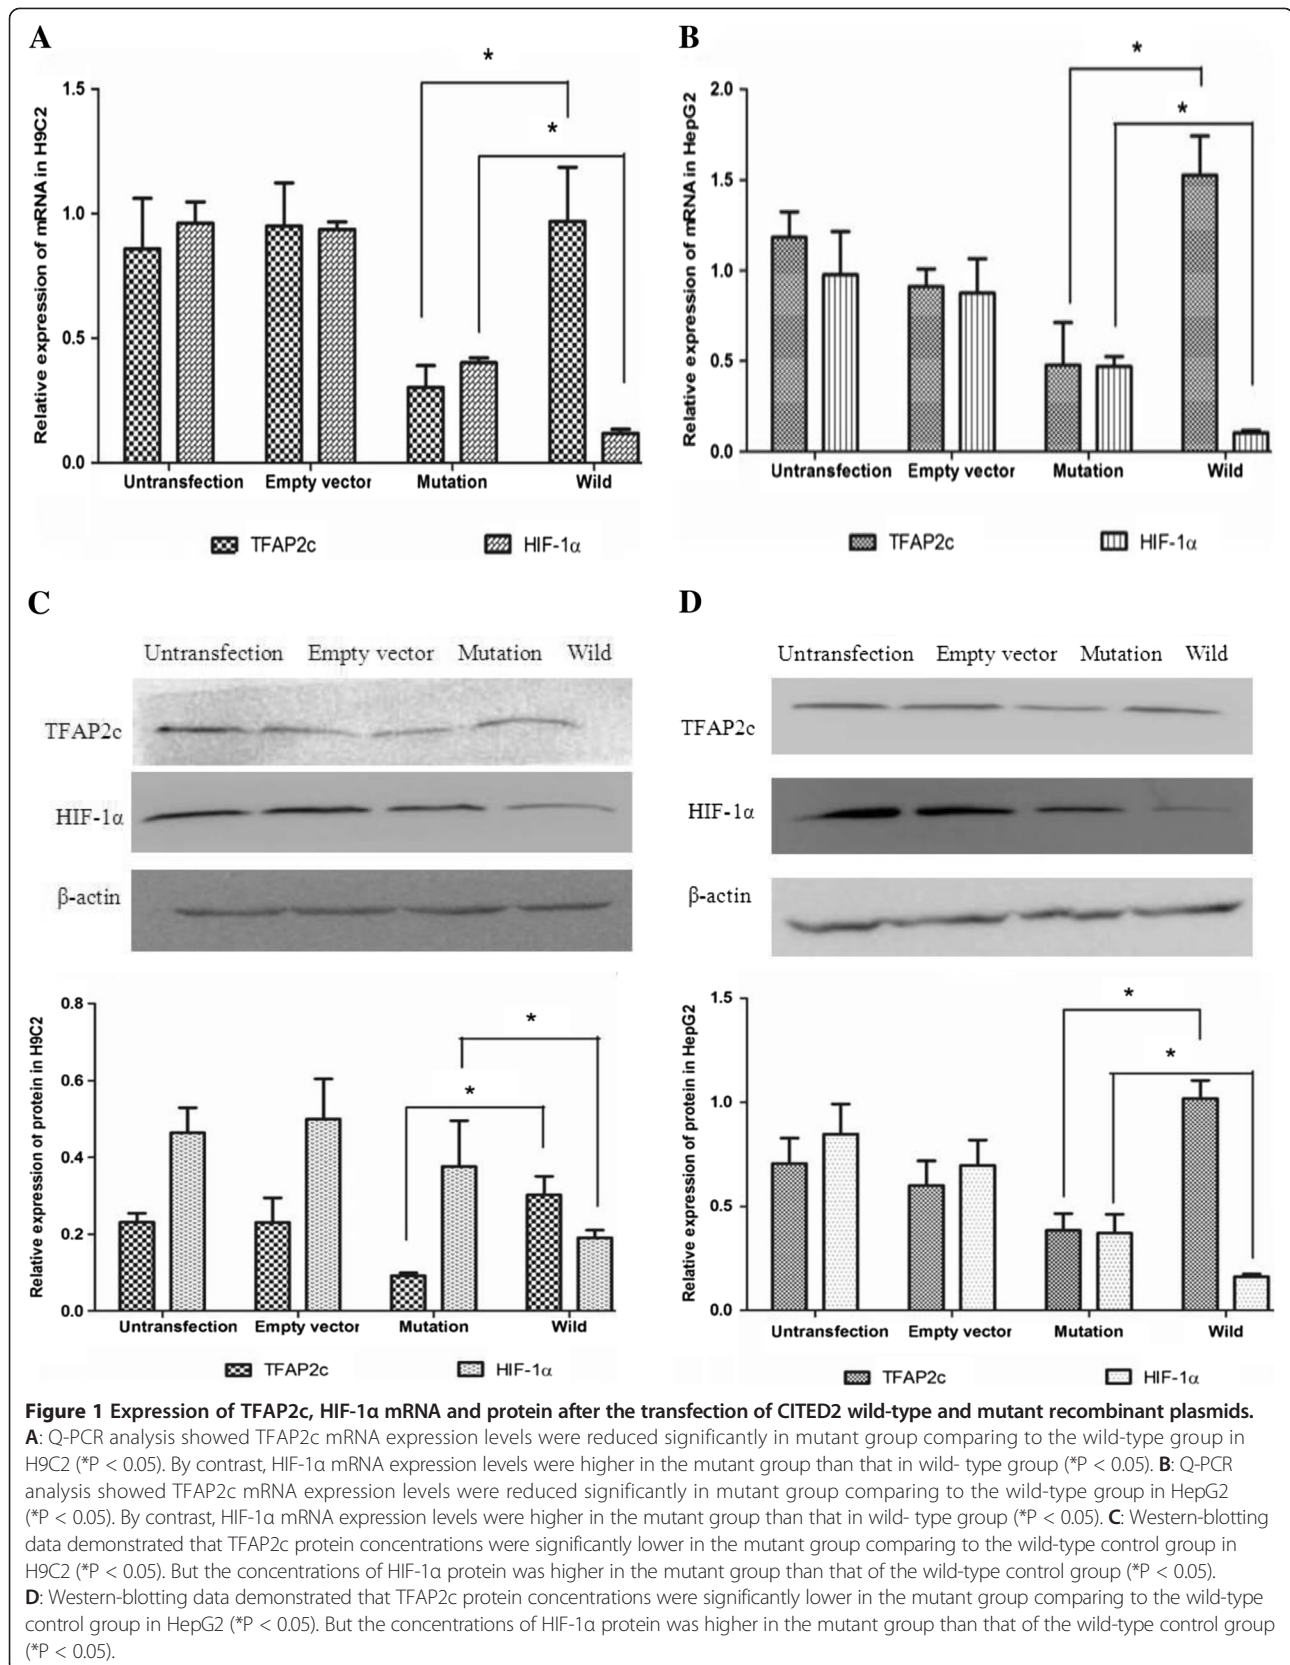 A
*
*
1.5
1.0
0.5
0.0
Relative expression of mRNA in H9C2
Untransfection Empty vector Mutation Wild
TFAP2c HIF-1α
B
*
*
2.0
1.5
1.0
0.5
0.0
Relative expression of mRNA in HepG2
Untransfection Empty vector Mutation Wild
TFAP2c HIF-1α
C
Untransfection Empty vector Mutation Wild
TFAP2c
HIF-1α
β-actin
0.8
0.6
0.4
0.2
0.0
*
*
Relative expression of protein in H9C2
Untransfection Empty vector Mutation Wild
TFAP2c HIF-1α
D
Untransfection Empty vector Mutation Wild
TFAP2c
HIF-1α
β-actin
1.5
1.0
0.5
0.0
*
*
Relative expression of protein in HepG2
Untransfection Empty vector Mutation Wild
TFAP2c HIF-1α
Figure 1 Expression of TFAP2c, HIF-1α mRNA and protein after the transfection of CITED2 wild-type and mutant recombinant plasmids.
A: Q-PCR analysis showed TFAP2c mRNA expression levels were reduced significantly in mutant group comparing to the wild-type group in
H9C2 (*P < 0.05). By contrast, HIF-1α mRNA expression levels were higher in the mutant group than that in wild- type group (*P < 0.05). B: Q-PCR
analysis showed TFAP2c mRNA expression levels were reduced significantly in mutant group comparing to the wild-type group in HepG2
(*P < 0.05). By contrast, HIF-1α mRNA expression levels were higher in the mutant group than that in wild- type group (*P < 0.05). C: Western-blotting
data demonstrated that TFAP2c protein concentrations were significantly lower in the mutant group comparing to the wild-type control group in
H9C2 (*P < 0.05). But the concentrations of HIF-1α protein was higher in the mutant group than that of the wild-type control group (*P < 0.05).
D: Western-blotting data demonstrated that TFAP2c protein concentrations were significantly lower in the mutant group comparing to the wild-type
control group in HepG2 (*P < 0.05). But the concentrations of HIF-1α protein was higher in the mutant group than that of the wild-type control group
(*P < 0.05).